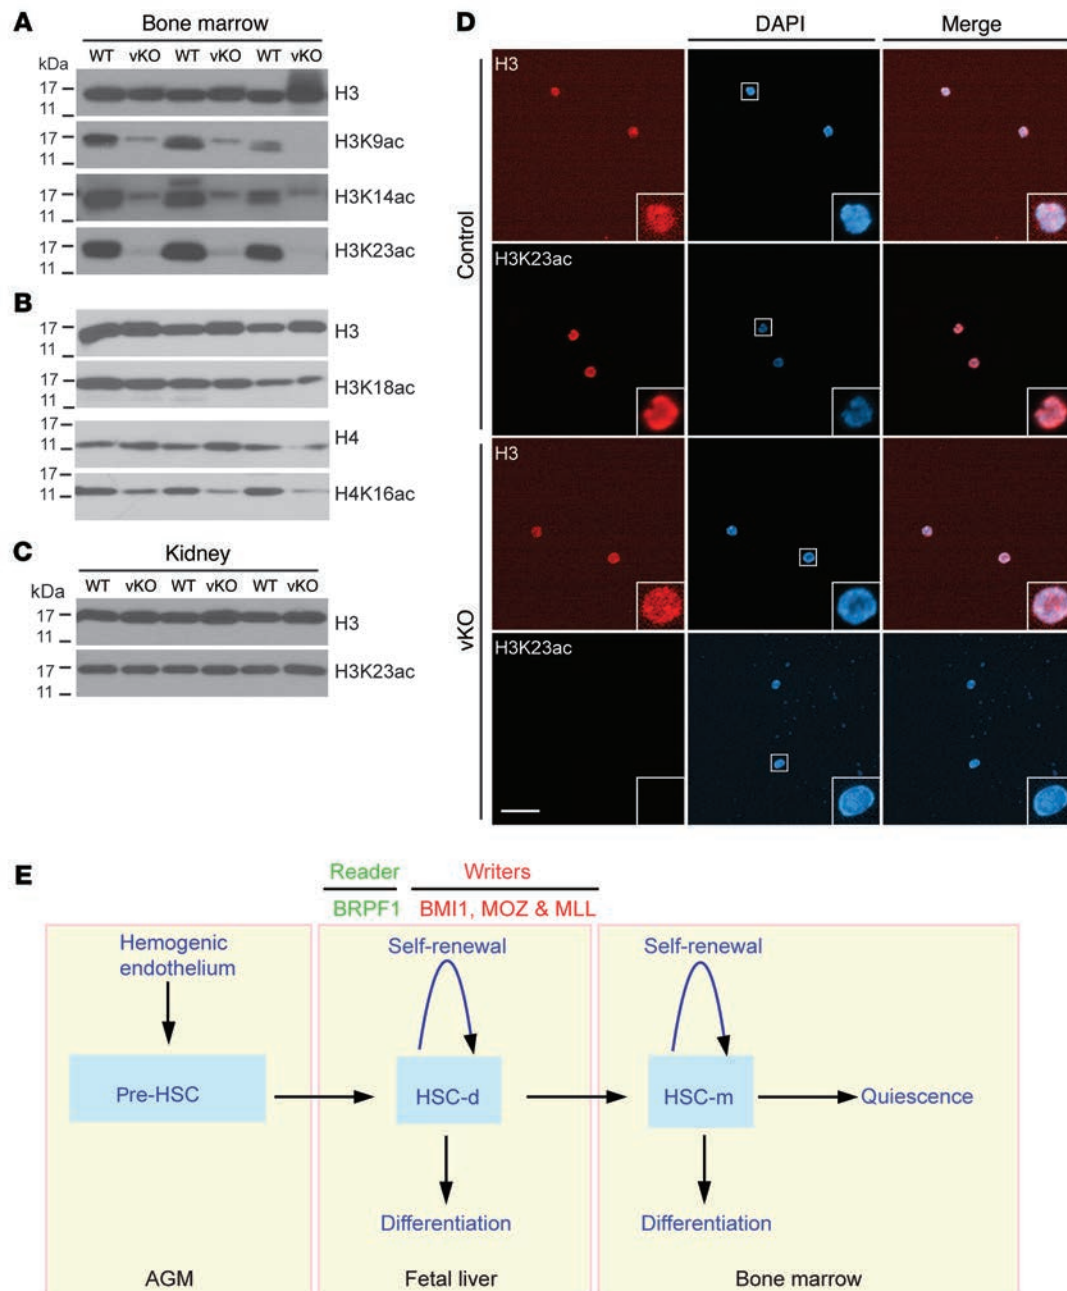 A
Bone marrow
WT vKO WT vKO WT vKO
kDa
17
11
H3
17
11
H3K9ac
17
11
H3K14ac
17
11
H3K23ac
B
17
11
H3
17
11
H3K18ac
17
11
H4
17
11
H4K16ac
C
Kidney
WT vKO WT vKO WT vKO
kDa
17
11
H3
17
11
H3K23ac
D
DAPI
Merge
Control
H3
H3K23ac
vKO
H3
H3K23ac
E
Reader
Writers
BRPF1
BMI1, MOZ & MLL
Hemogenic
endothelium
Self-renewal
Self-renewal
Pre-HSC
HSC-d
HSC-m
Quiescence
Differentiation
Differentiation
AGM
Fetal liver
Bone marrow